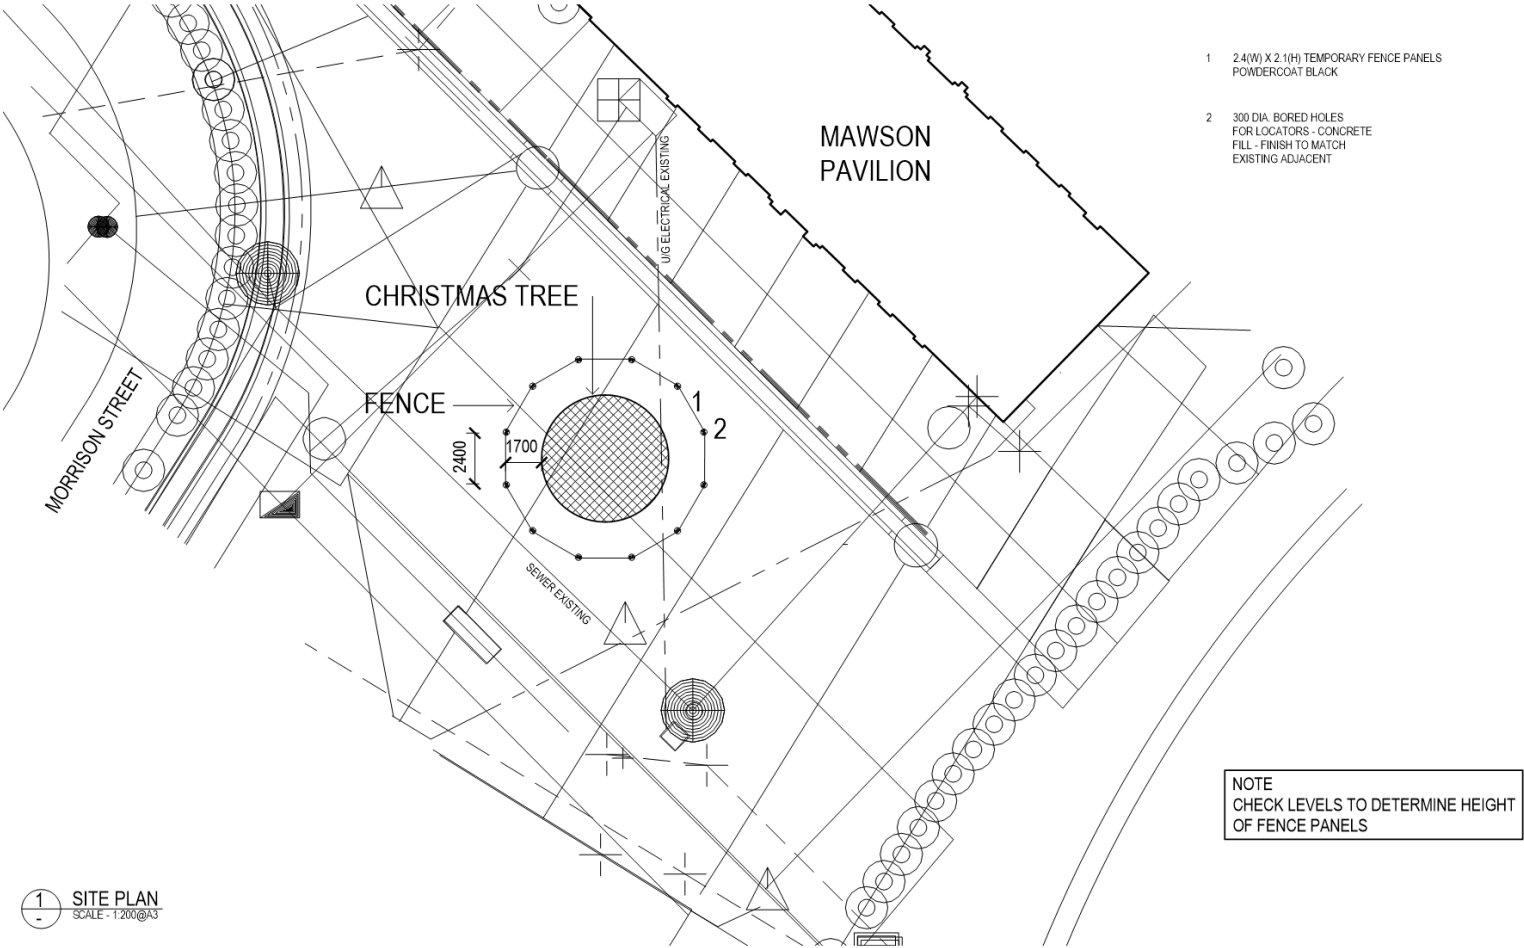 1 2.4(W) X 2.1(H) TEMPORARY FENCE PANELS
POWDERCOAT BLACK
2 300 DIA. BORED HOLES
FOR LOCATORS - CONCRETE
FILL - FINISH TO MATCH
EXISTING ADJACENT
MAWSON
PAVILION
U/G ELECTRICAL EXISTING
CHRISTMAS TREE
FENCE
1
2
1700
2400
MORRISON STREET
SEWER EXISTING
NOTE
CHECK LEVELS TO DETERMINE HEIGHT
OF FENCE PANELS
1
-
SITE PLAN
SCALE - 1:200@A3